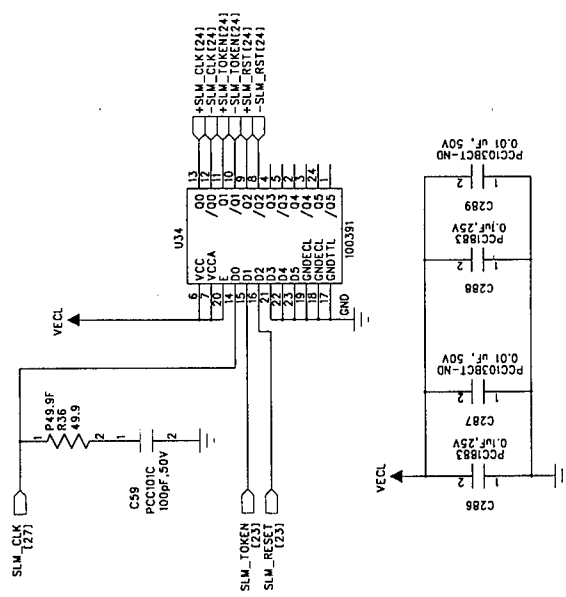 +SLM_CLK[24]
-SLM_CLK[24]
+SLM_TOKEN[24]
-SLM_TOKEN[24]
+SLM_RST[24]
-SLM_RST[24]
13
12
11
10
9
8
4
5
2
3
24
1
Q0
/Q0
Q1
/Q1
Q2
/Q2
Q3
/Q3
Q4
/Q4
Q5
/Q5
U34
100391
VCC
VCCA
E
D0
D1
D2
D3
D4
D5
GNDECL
GNDECL
GNDTTL
6
7
20
14
15
16
21
22
23
19
18
17
GND
VECL
P49.9F
R36
49.9
1
2
C59
PCC101C
100pF,50V
1
2
SLM_CLK
[27]
SLM_TOKEN
[23]
SLM_RESET
[23]
VECL
C286
PCC1883
0.1uF,25V
2
1
C287
PCC103BCT-ND
0.01 uF, 50V
2
1
C288
PCC1883
0.1uF,25V
2
1
C289
PCC103BCT-ND
0.01 uF, 50V
2
1